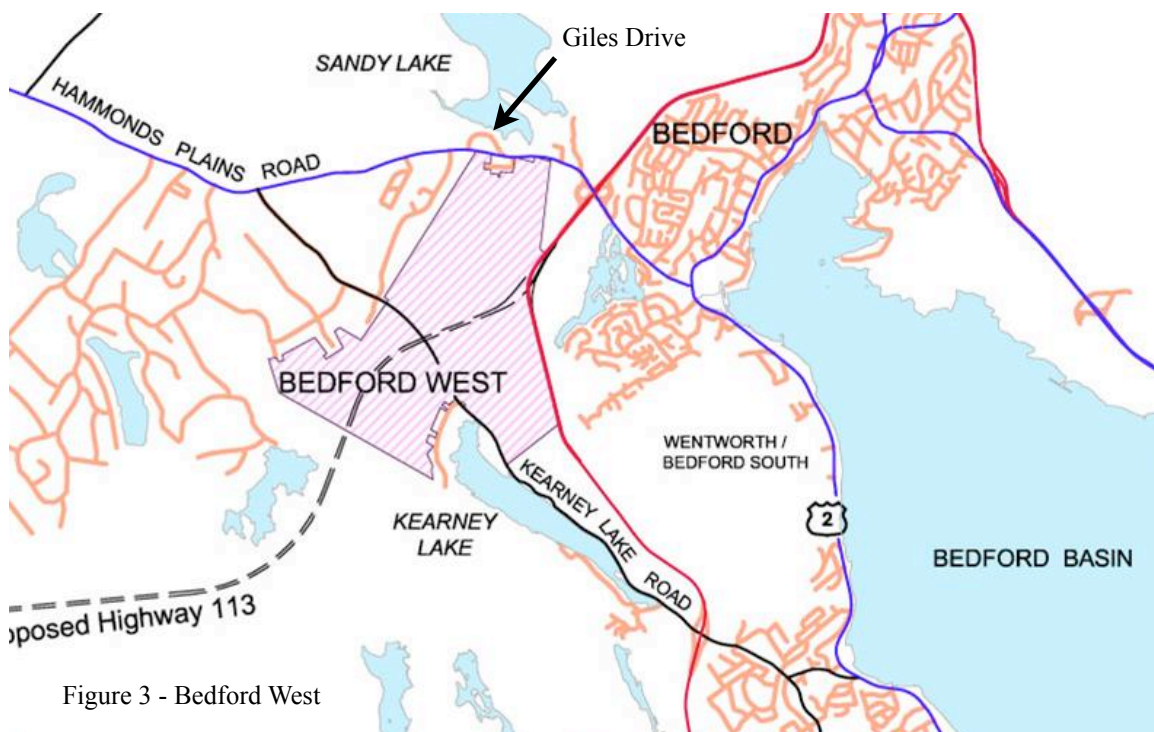 Giles Drive
SANDY LAKE
HAMMONDS PLAINS ROAD
BEDFORD
BEDFORD WEST
WENTWORTH /
BEDFORD SOUTH
KEARNEY LAKE ROAD
2
KEARNEY
LAKE
BEDFORD BASIN
oposed Highway 113
Figure 3 - Bedford West